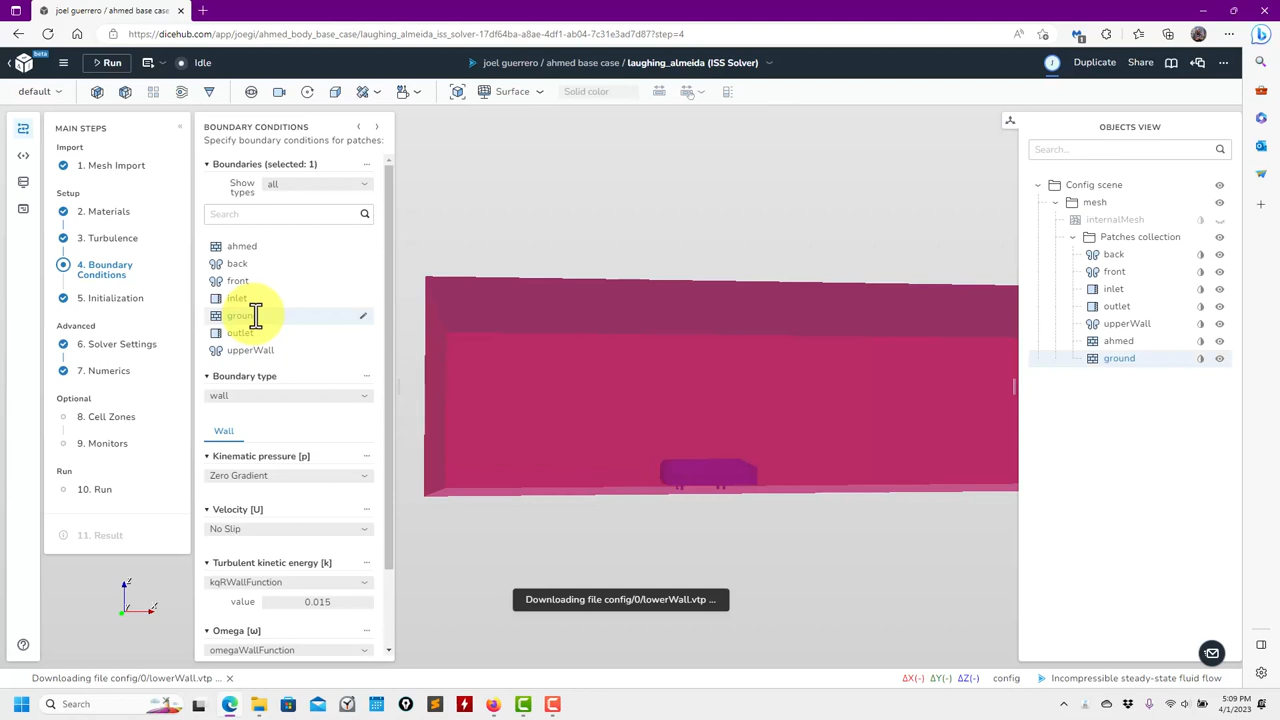 joel guerrero / ahmed body base
https://dicehub.com/app/joegi/ahmed_body_base_case/laughing_almeida_iss_solver-17df64ba-a8ae-4df1-ab04-7c31e3ad7d87?step=4
beta
Run
Idle
joel guerrero / ahmed base case / laughing_almeida (ISS Solver)
J
Duplicate
Share
default
Surface
Solid color
MAIN STEPS
Import
1. Mesh Import
Setup
2. Materials
3. Turbulence
4. Boundary
Conditions
5. Initialization
Advanced
6. Solver Settings
7. Numerics
Optional
8. Cell Zones
9. Monitors
Run
10. Run
11. Result
BOUNDARY CONDITIONS
Specify boundary conditions for patches:
Boundaries (selected: 1)
Show
types
all
Search
ahmed
back
front
inlet
ground
outlet
upperWall
Boundary type
wall
Wall
Kinematic pressure [p]
Zero Gradient
Velocity [U]
No Slip
Turbulent kinetic energy [k]
kqRWallFunction
value 0.015
Omega [ω]
omegaWallFunction
Z
Y
X
Downloading file config/0/lowerWall.vtp ...
OBJECTS VIEW
Search...
Config scene
mesh
internalMesh
Patches collection
back
front
inlet
outlet
upperWall
ahmed
ground
Downloading file config/0/lowerWall.vtp ...
ΔX(-) ΔY(-) ΔZ(-)
config
Incompressible steady-state fluid flow
Search
5:09 PM
4/1/2023